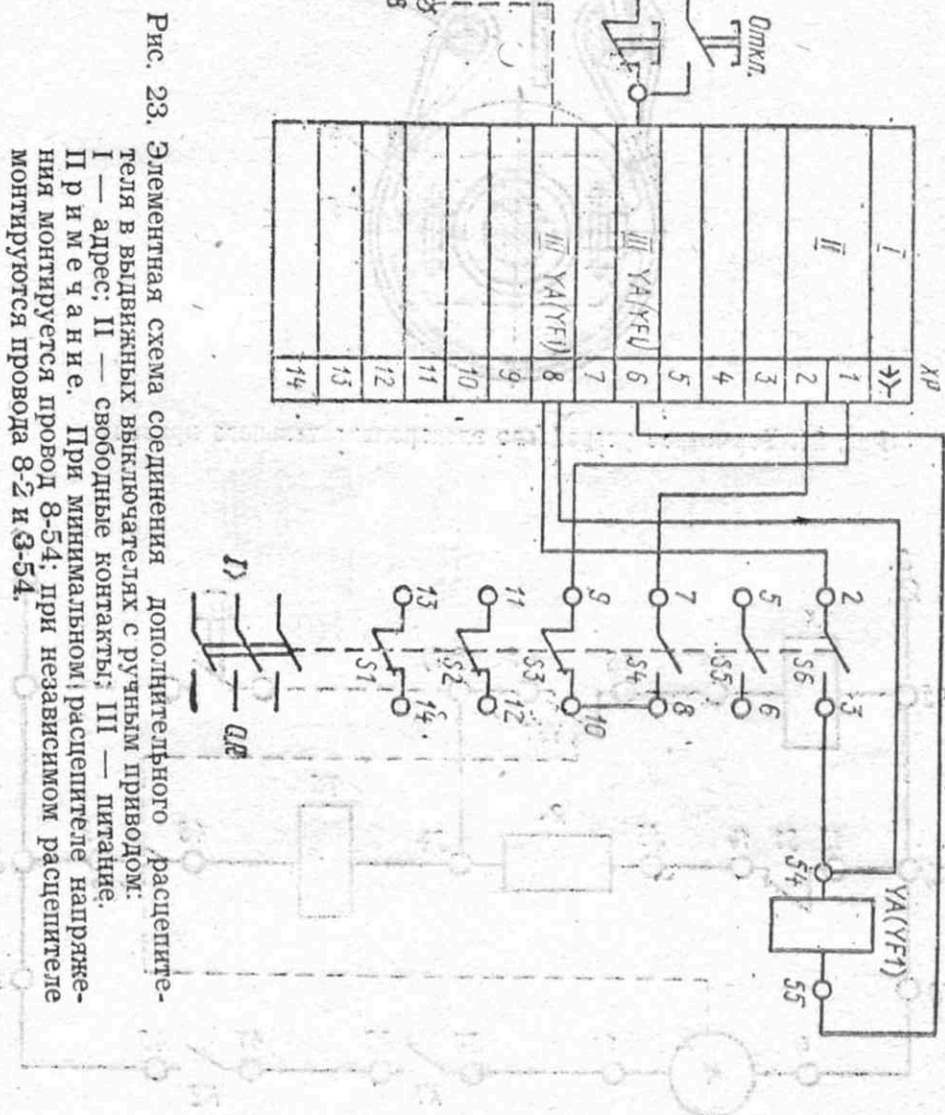 Откл.
XP
I
II
1
2
3
4
5
III YA(YF1) 6
7
III YA(YF1) 8
9
10
11
12
13
14
2 S6 3
5 S5 6
7 S4 8
9 S3 10
11 S2 12
13 S1 14
I>
QF
54 YA(YF1) 55
Рис. 23. Элементная схема соединения дополнительного расцепите-
теля в выдвижных выключателях с ручным приводом:
I — адрес; II — свободные контакты; III — питание.
Примечание. При минимальном расцепителе напряже-
ния монтируется провод 8-54; при независимом расцепителе
монтируются провода 8-2 и 3-54.